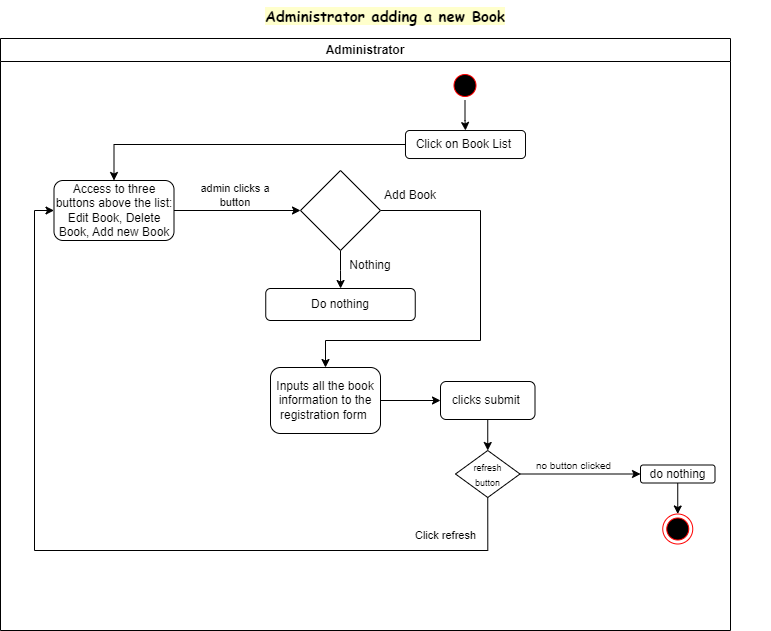 Administrator adding a new Book
Administrator
Click on Book List
Access to three
buttons above the list:
Edit Book, Delete
Book, Add new Book
admin clicks a
button
Add Book
Nothing
Do nothing
Inputs all the book
information to the
registration form
clicks submit
refresh
button
no button clicked
do nothing
Click refresh